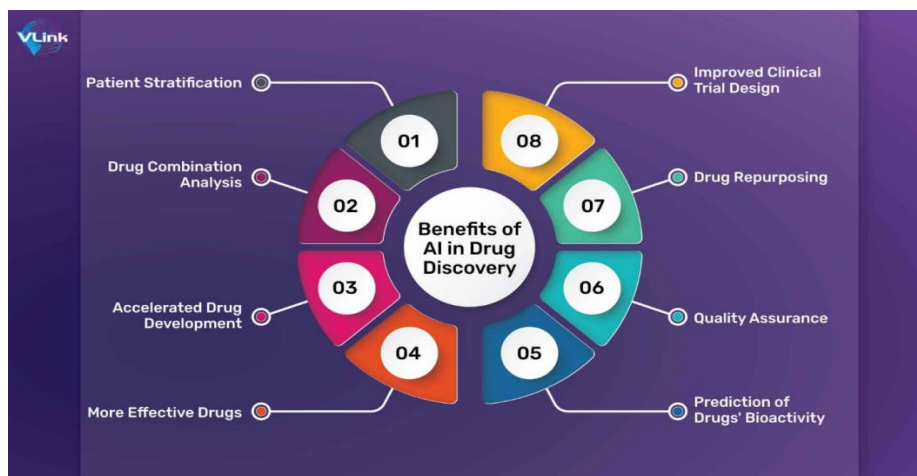 VLink
Patient Stratification
01
Drug Combination
Analysis
02
Accelerated Drug
Development
03
More Effective Drugs
04
Benefits of
AI in Drug
Discovery
05
Prediction of
Drugs' Bioactivity
06
Quality Assurance
07
Drug Repurposing
08
Improved Clinical
Trial Design